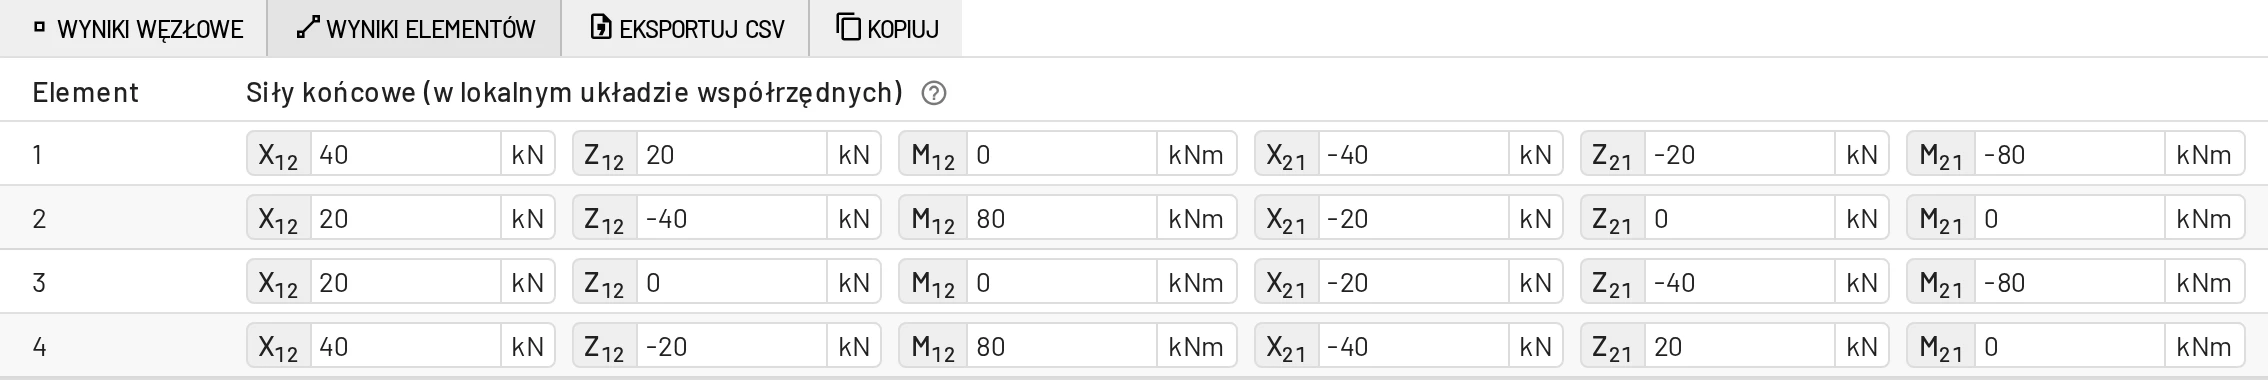 WYNIKI WĘZŁOWE WYNIKI ELEMENTÓW EKSPORTUJ CSV KOPIUJ
Element Siły końcowe (w lokalnym układzie współrzędnych) ?
1 X12 40 kN Z12 20 kN M12 0 kNm X21 -40 kN Z21 -20 kN M21 -80 kNm
2 X12 20 kN Z12 -40 kN M12 80 kNm X21 -20 kN Z21 0 kN M21 0 kNm
3 X12 20 kN Z12 0 kN M12 0 kNm X21 -20 kN Z21 -40 kN M21 -80 kNm
4 X12 40 kN Z12 -20 kN M12 80 kNm X21 -40 kN Z21 20 kN M21 0 kNm